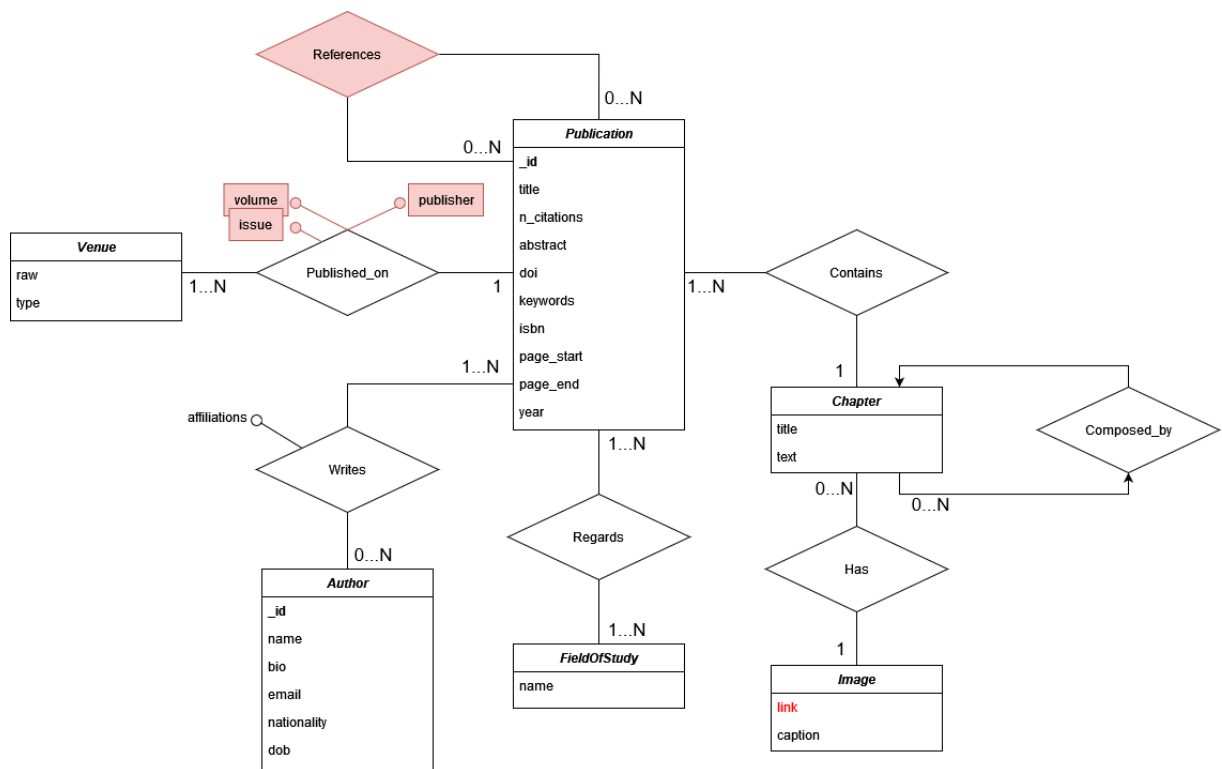 References
0...N
0...N
Publication
_id
title
n_citations
abstract
doi
keywords
isbn
page_start
page_end
year
volume
issue
publisher
Venue
raw
type
1...N
Published_on
1
1...N
Contains
1
Chapter
title
text
Composed_by
0...N
0...N
Has
1
Image
link
caption
1...N
affiliations
Writes
0...N
Author
_id
name
bio
email
nationality
dob
1...N
Regards
1...N
FieldOfStudy
name